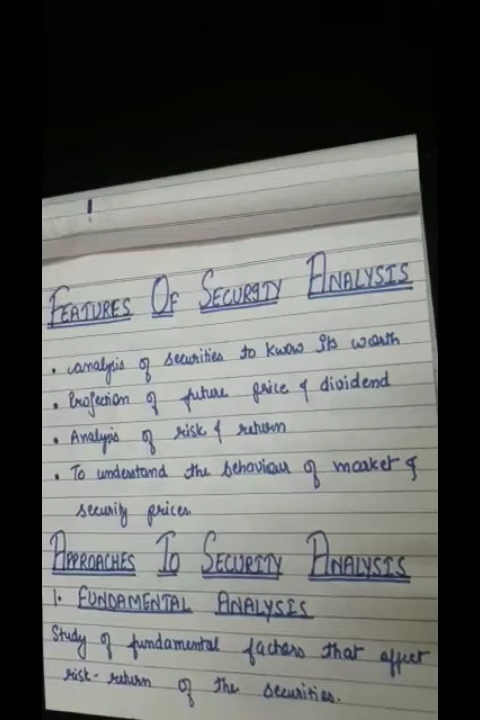 FEATURES OF SECURITY ANALYSIS
• analysis of securities to know its worth
• Projection of future price & dividend
• Analysis of risk & return
• To understand the behaviour of market &
security prices
APPROACHES TO SECURITY ANALYSIS
1. FUNDAMENTAL ANALYSIS
Study of fundamental factors that affect
risk-return of the securities.